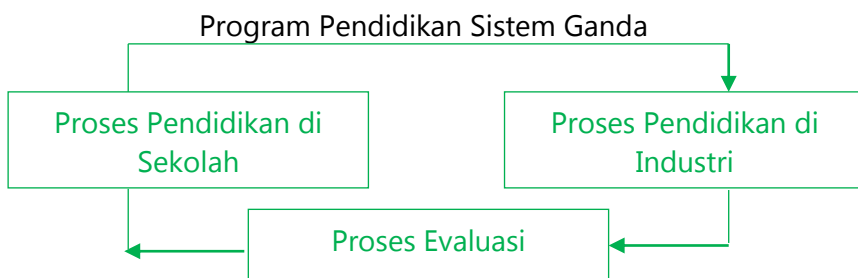 Program Pendidikan Sistem Ganda
Proses Pendidikan di
Sekolah
Proses Pendidikan di
Industri
Proses Evaluasi